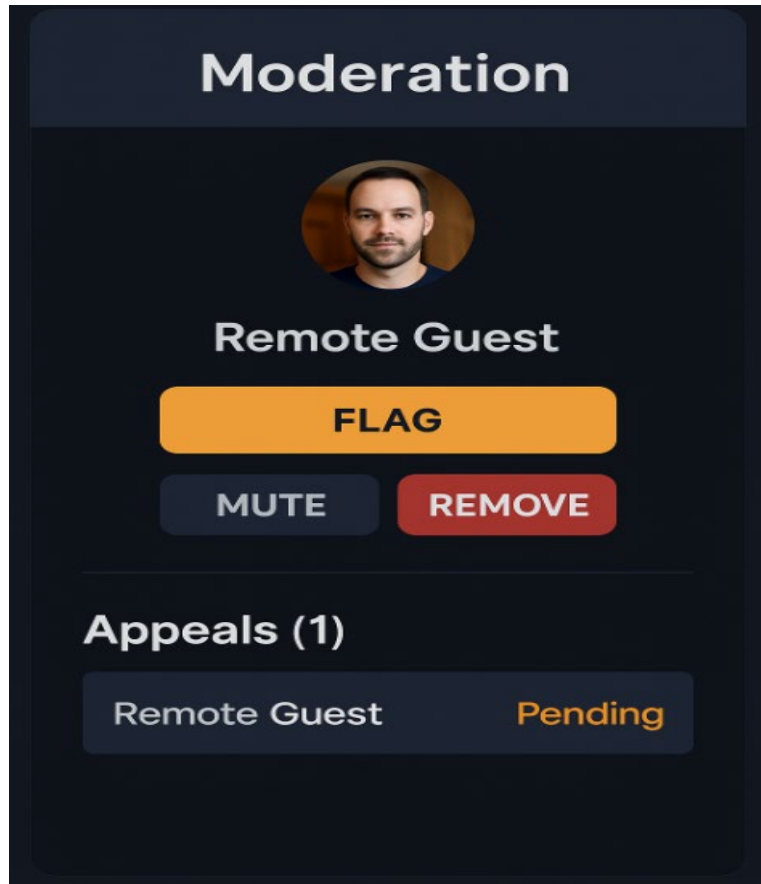 Moderation
Remote Guest
FLAG
MUTE REMOVE
Appeals (1)
Remote Guest Pending